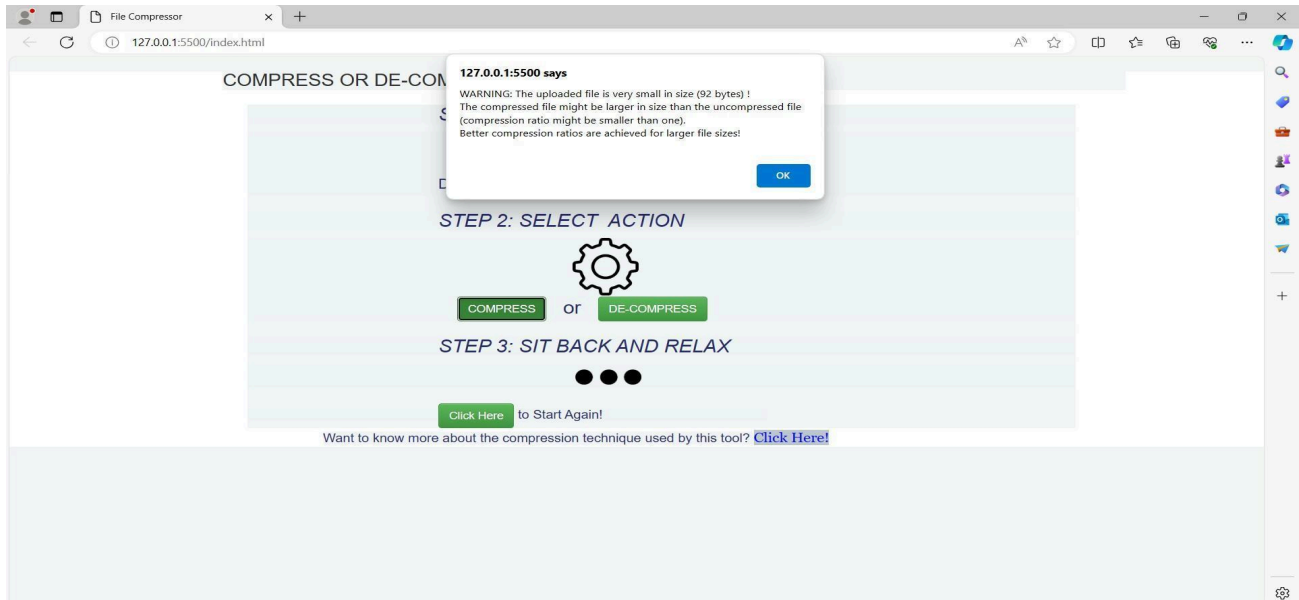 File Compressor
127.0.0.1:5500/index.html
COMPRESS OR DE-COM
127.0.0.1:5500 says
WARNING: The uploaded file is very small in size (92 bytes) !
The compressed file might be larger in size than the uncompressed file
(compression ratio might be smaller than one).
Better compression ratios are achieved for larger file sizes!
OK
STEP 2: SELECT ACTION
COMPRESS or DE-COMPRESS
STEP 3: SIT BACK AND RELAX
Click Here to Start Again!
Want to know more about the compression technique used by this tool? Click Here!